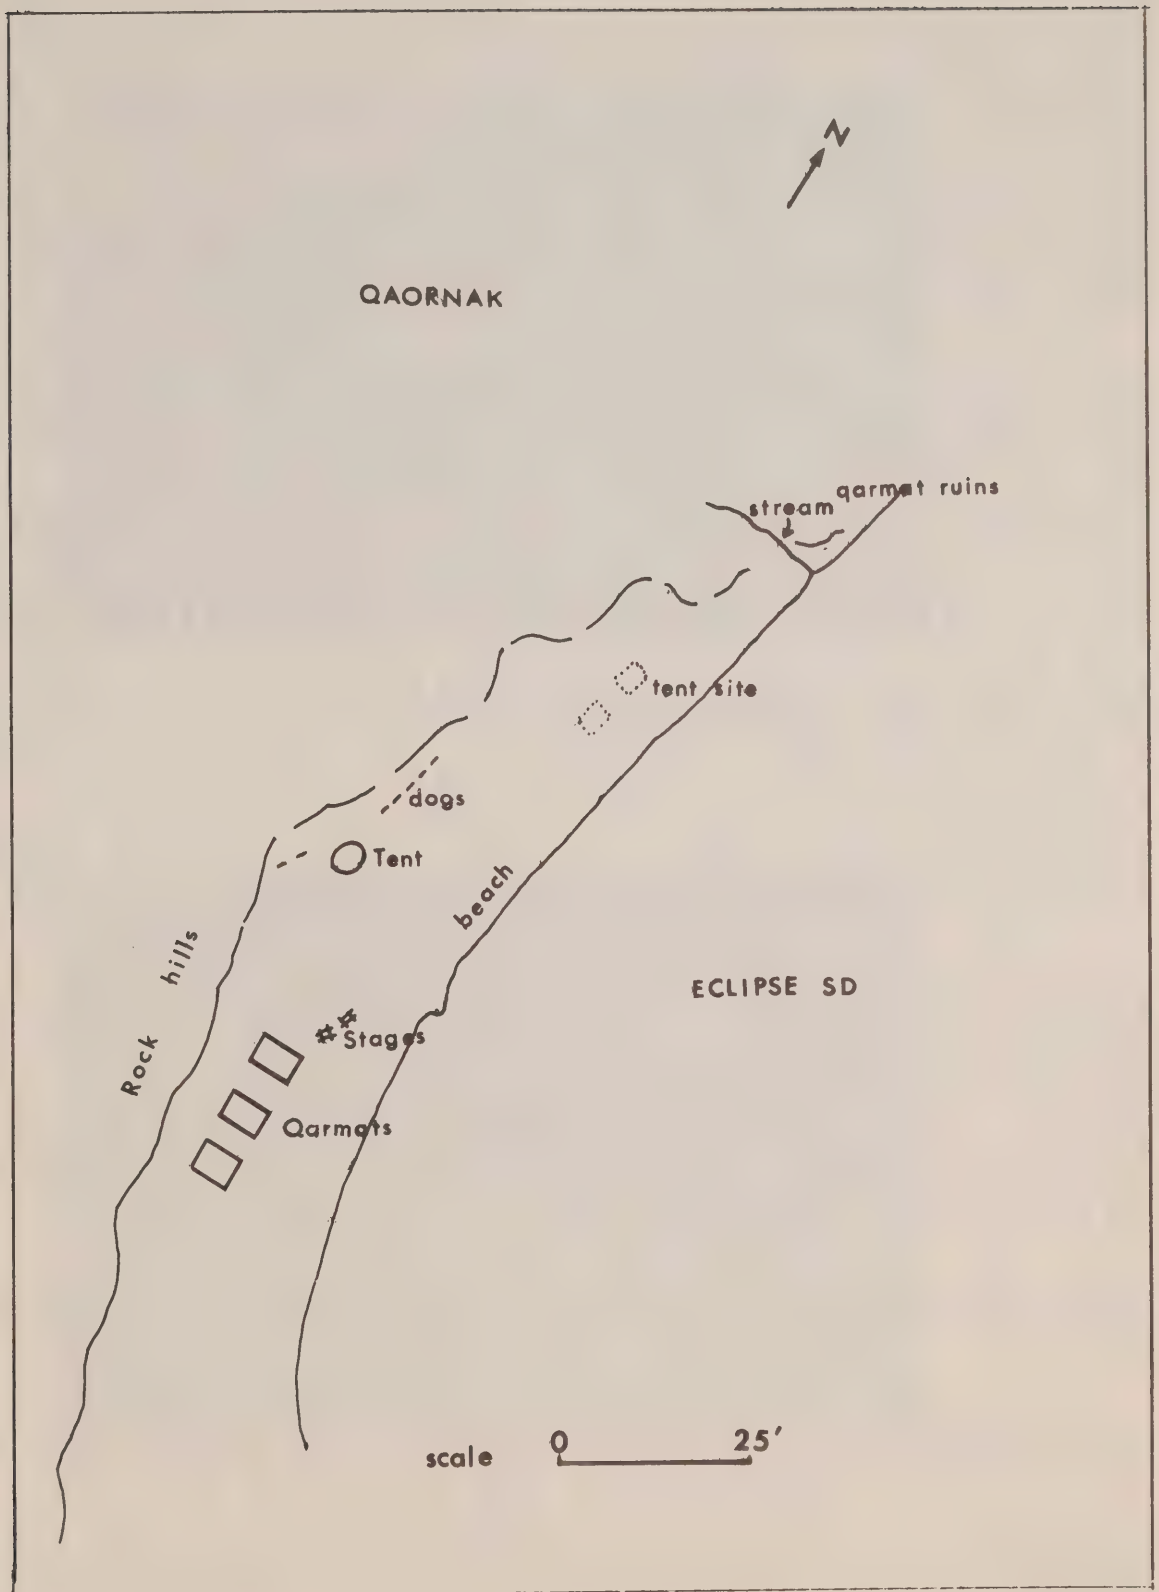 N
QAORNAK
qarmat ruins
stream
tent site
dogs
Tent
beach
hills
Rock
ECLIPSE SD
Stages
Qarmats
scale 0 25'